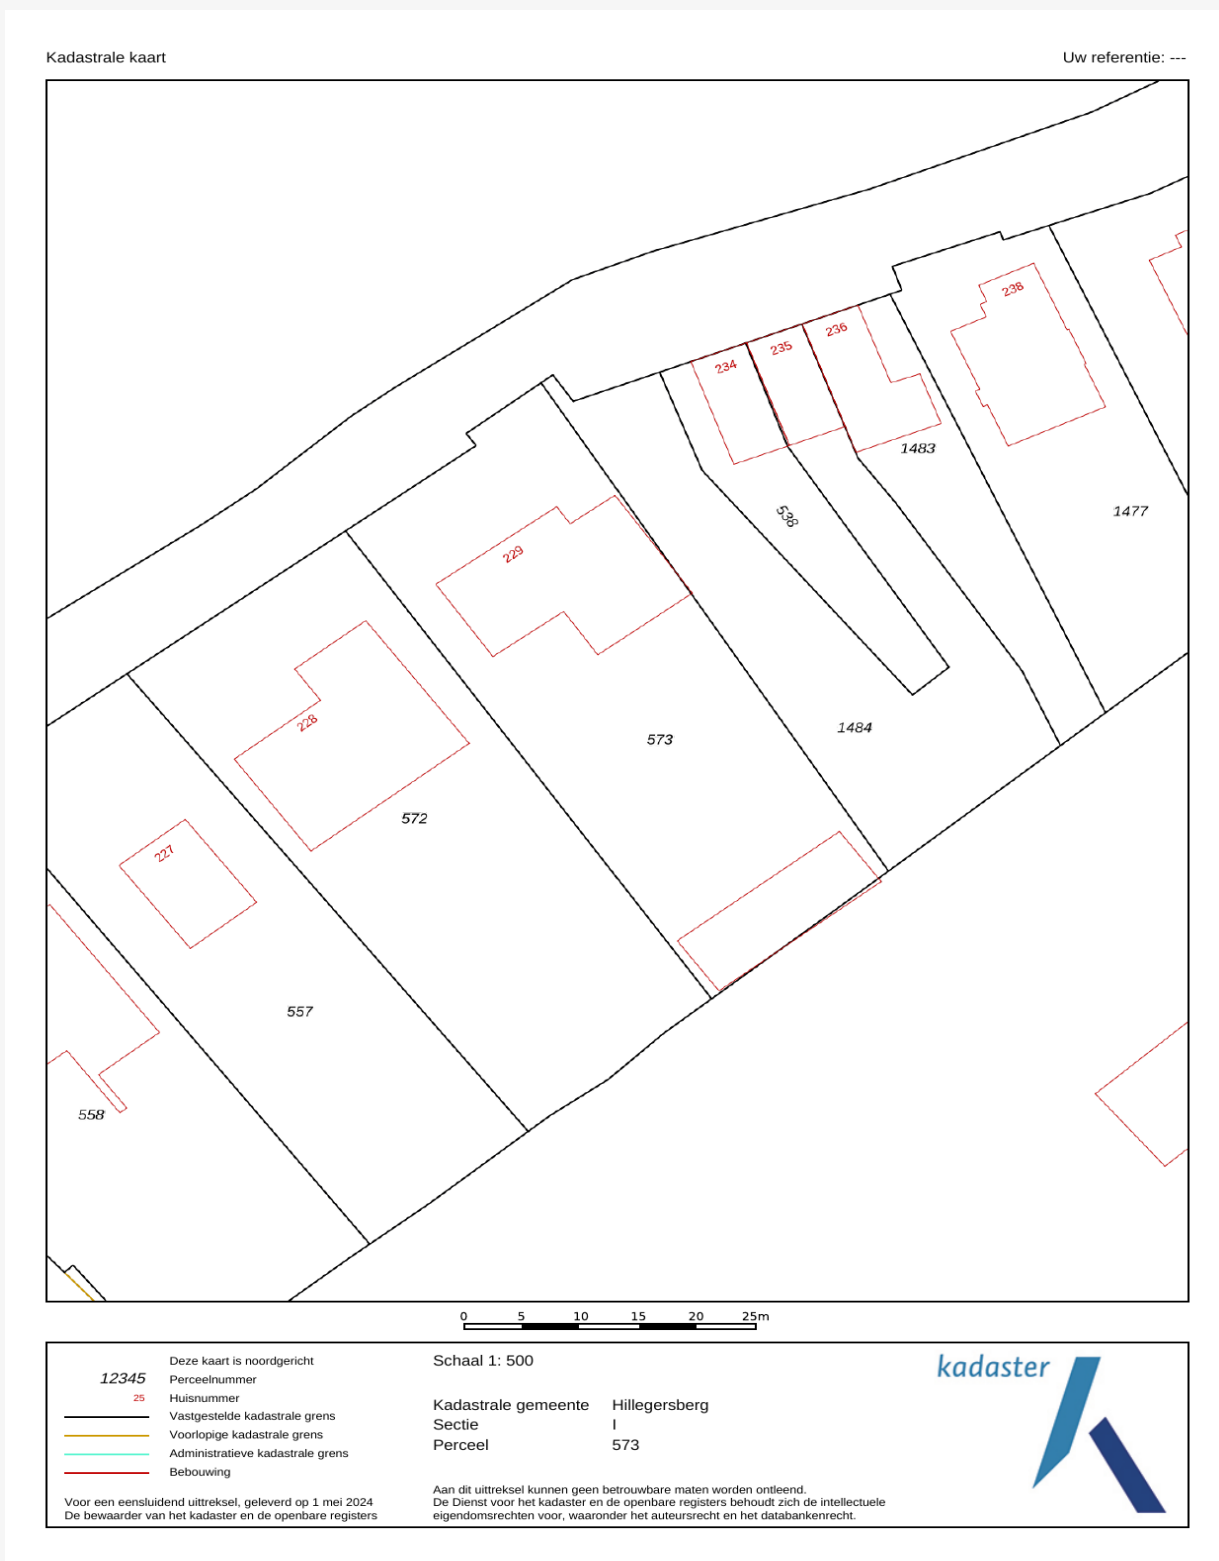 Kadastrale kaart
Uw referentie: ---
238
236
235
234
1483
1477
538
229
228
573
1484
572
227
557
558
0 5 10 15 20 25m
Deze kaart is noordgericht
12345 Perceelnummer
25 Huisnummer
Vastgestelde kadastrale grens
Voorlopige kadastrale grens
Administratieve kadastrale grens
Bebouwing
Voor een eensluidend uittreksel, geleverd op 1 mei 2024
De bewaarder van het kadaster en de openbare registers
Schaal 1: 500
Kadastrale gemeente Hillegersberg
Sectie I
Perceel 573
Aan dit uittreksel kunnen geen betrouwbare maten worden ontleend.
De Dienst voor het kadaster en de openbare registers behoudt zich de intellectuele
eigendomsrechten voor, waaronder het auteursrecht en het databankenrecht.
kadaster